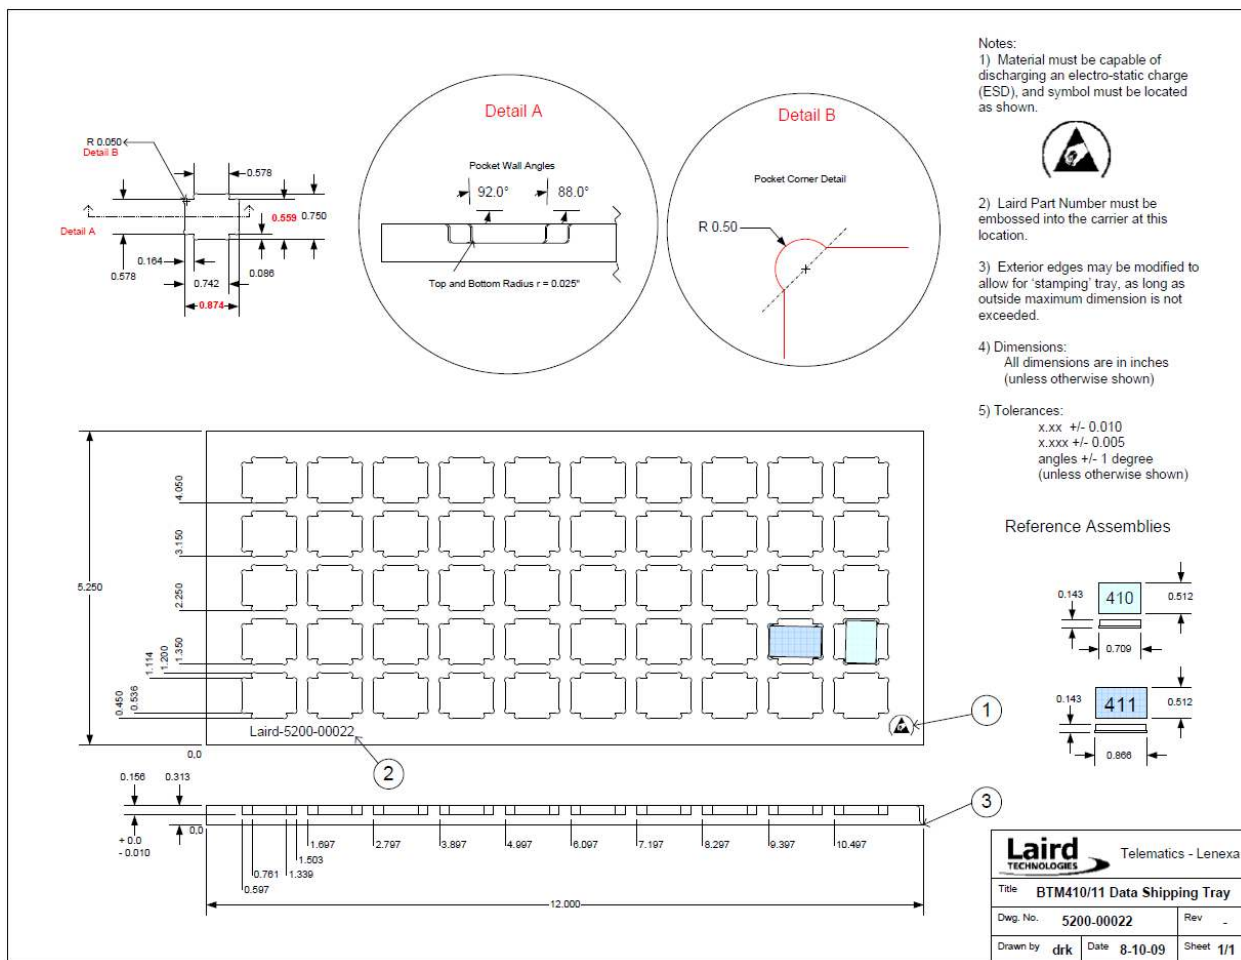 Notes:
1) Material must be capable of
discharging an electro-static charge
(ESD), and symbol must be located
as shown.
2) Laird Part Number must be
embossed into the carrier at this
location.
3) Exterior edges may be modified to
allow for 'stamping' tray, as long as
outside maximum dimension is not
exceeded.
4) Dimensions:
All dimensions are in inches
(unless otherwise shown)
5) Tolerances:
x.xx +/- 0.010
x.xxx +/- 0.005
angles +/- 1 degree
(unless otherwise shown)
R 0.050
Detail B
0.578
0.559 0.750
Detail A
0.578
0.164
0.086
0.742
0.874
Detail A
Pocket Wall Angles
92.0° 88.0°
Top and Bottom Radius r = 0.025"
Detail B
Pocket Corner Detail
R 0.50
5.250
4.050
3.150
2.250
1.350
1.200
1.114
0.536
0.450
0,0
Laird-5200-00022
1
2
3
0.156 0.313
0,0
+ 0.0
- 0.010
1.697 2.797 3.897 4.997 6.097 7.197 8.297 9.397 10.497
1.503
0.761 1.339
0.597
12.000
Reference Assemblies
0.143 410 0.512
0.709
0.143 411 0.512
0.866
Laird
TECHNOLOGIES
Telematics - Lenexa
Title BTM410/11 Data Shipping Tray
Dwg. No. 5200-00022 Rev -
Drawn by drk Date 8-10-09 Sheet 1/1